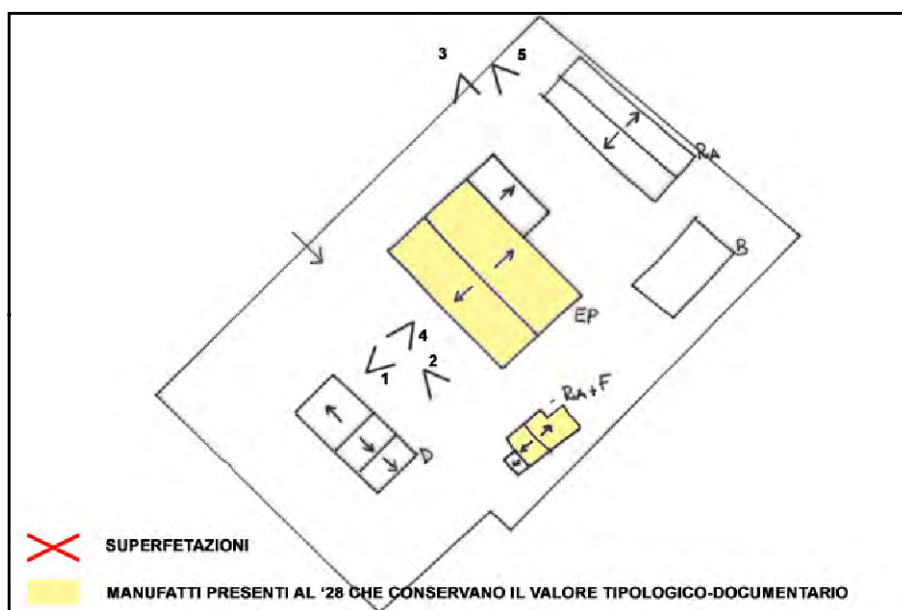 3
5
RA
B
EP
4
2
1
RA+F
D
SUPERFETAZIONI
MANUFATTI PRESENTI AL ‘28 CHE CONSERVANO IL VALORE TIPOLOGICO-DOCUMENTARIO